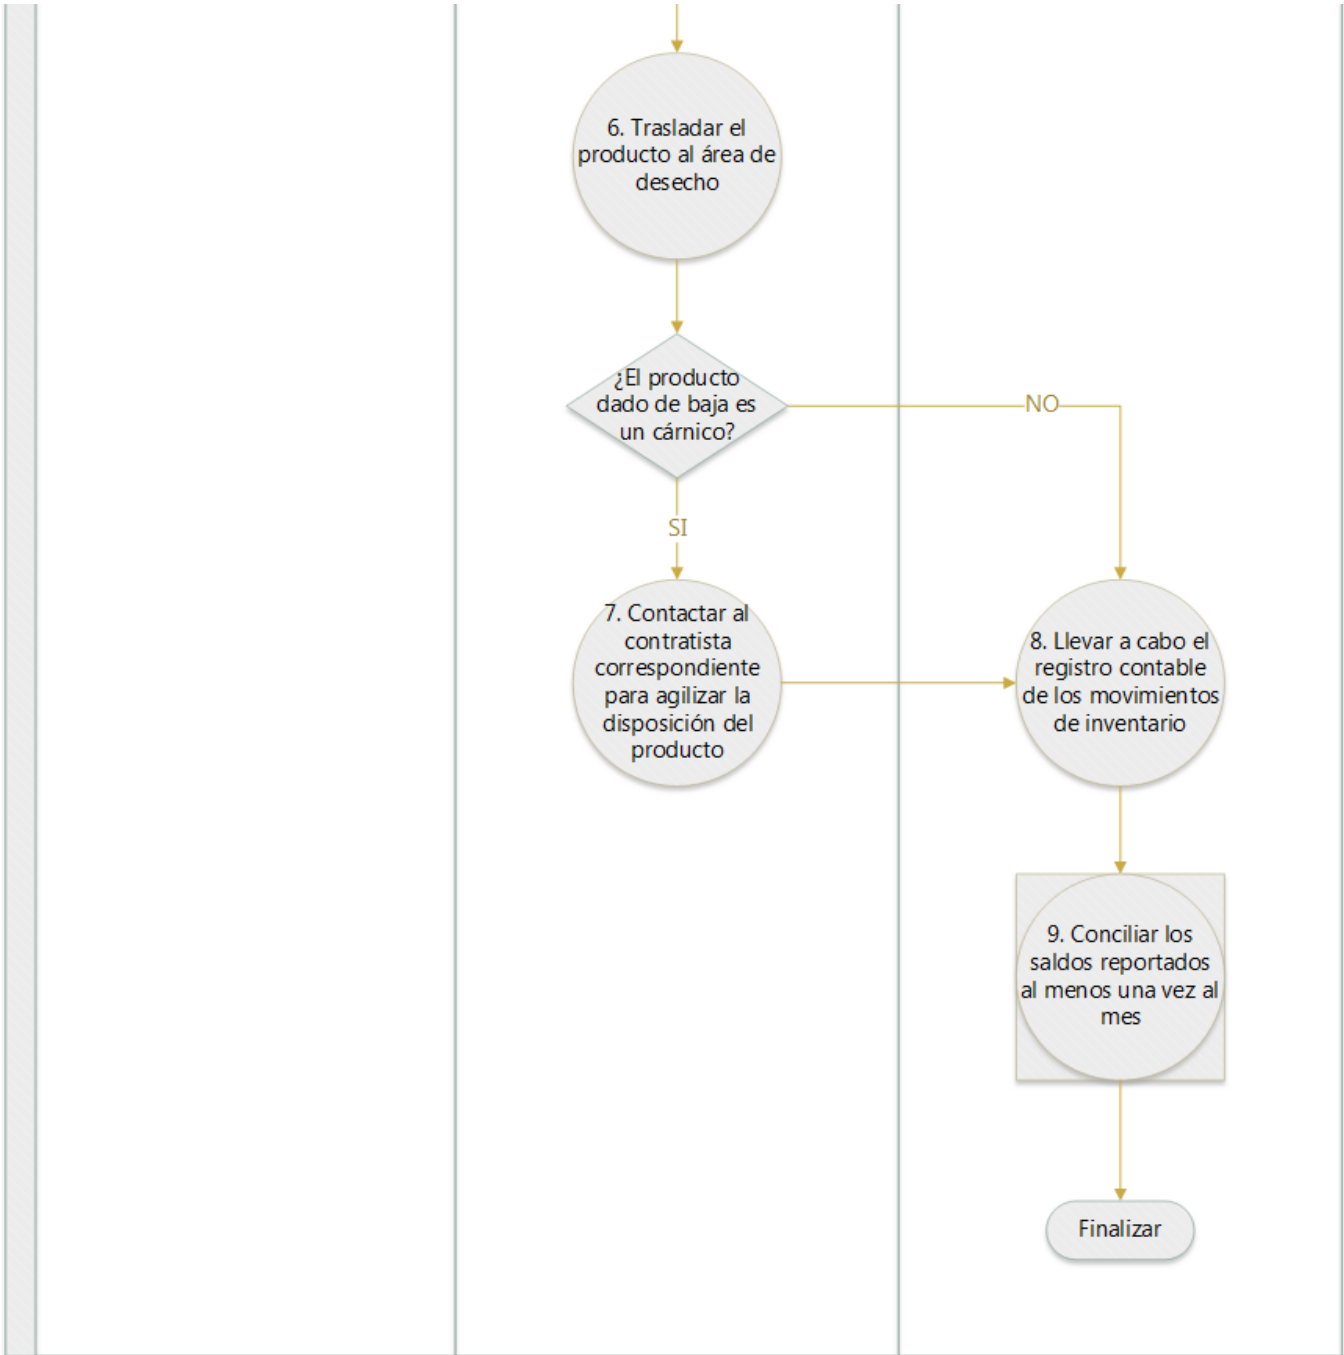 6. Trasladar el
producto al área de
desecho
¿El producto
dado de baja es
un cárnico?
NO
SI
7. Contactar al
contratista
correspondiente
para agilizar la
disposición del
producto
8. Llevar a cabo el
registro contable
de los movimientos
de inventario
9. Conciliar los
saldos reportados
al menos una vez al
mes
Finalizar